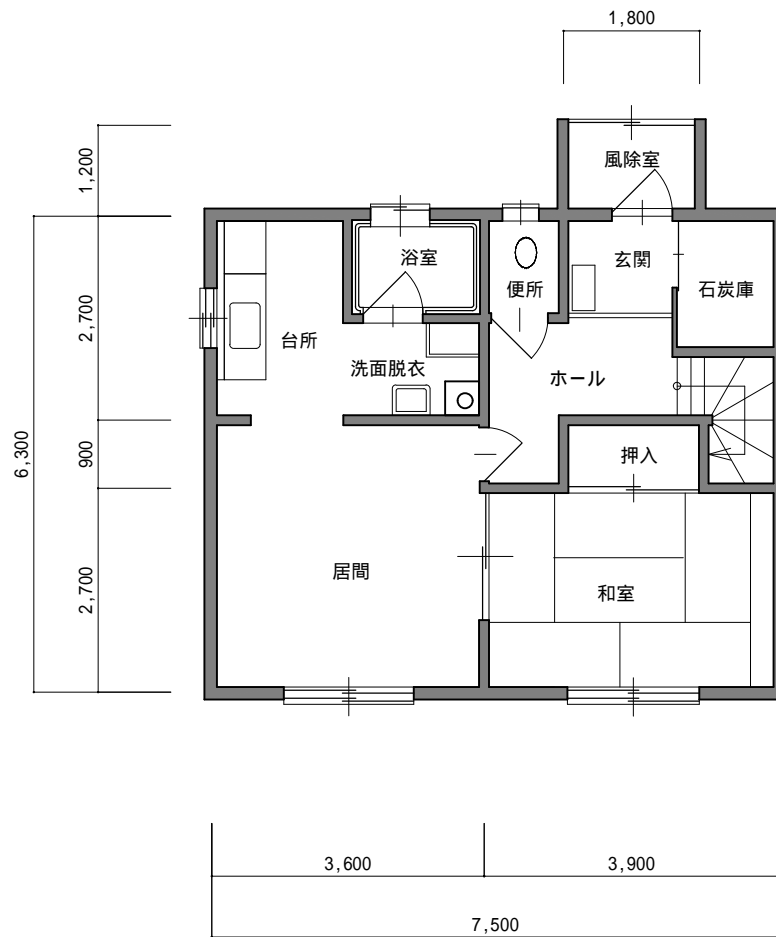 1,800
1,200
風除室
浴室
玄関
便所
石炭庫
2,700
台所
洗面脱衣
ホール
6,300
900
押入
居間
和室
2,700
3,600
3,900
7,500